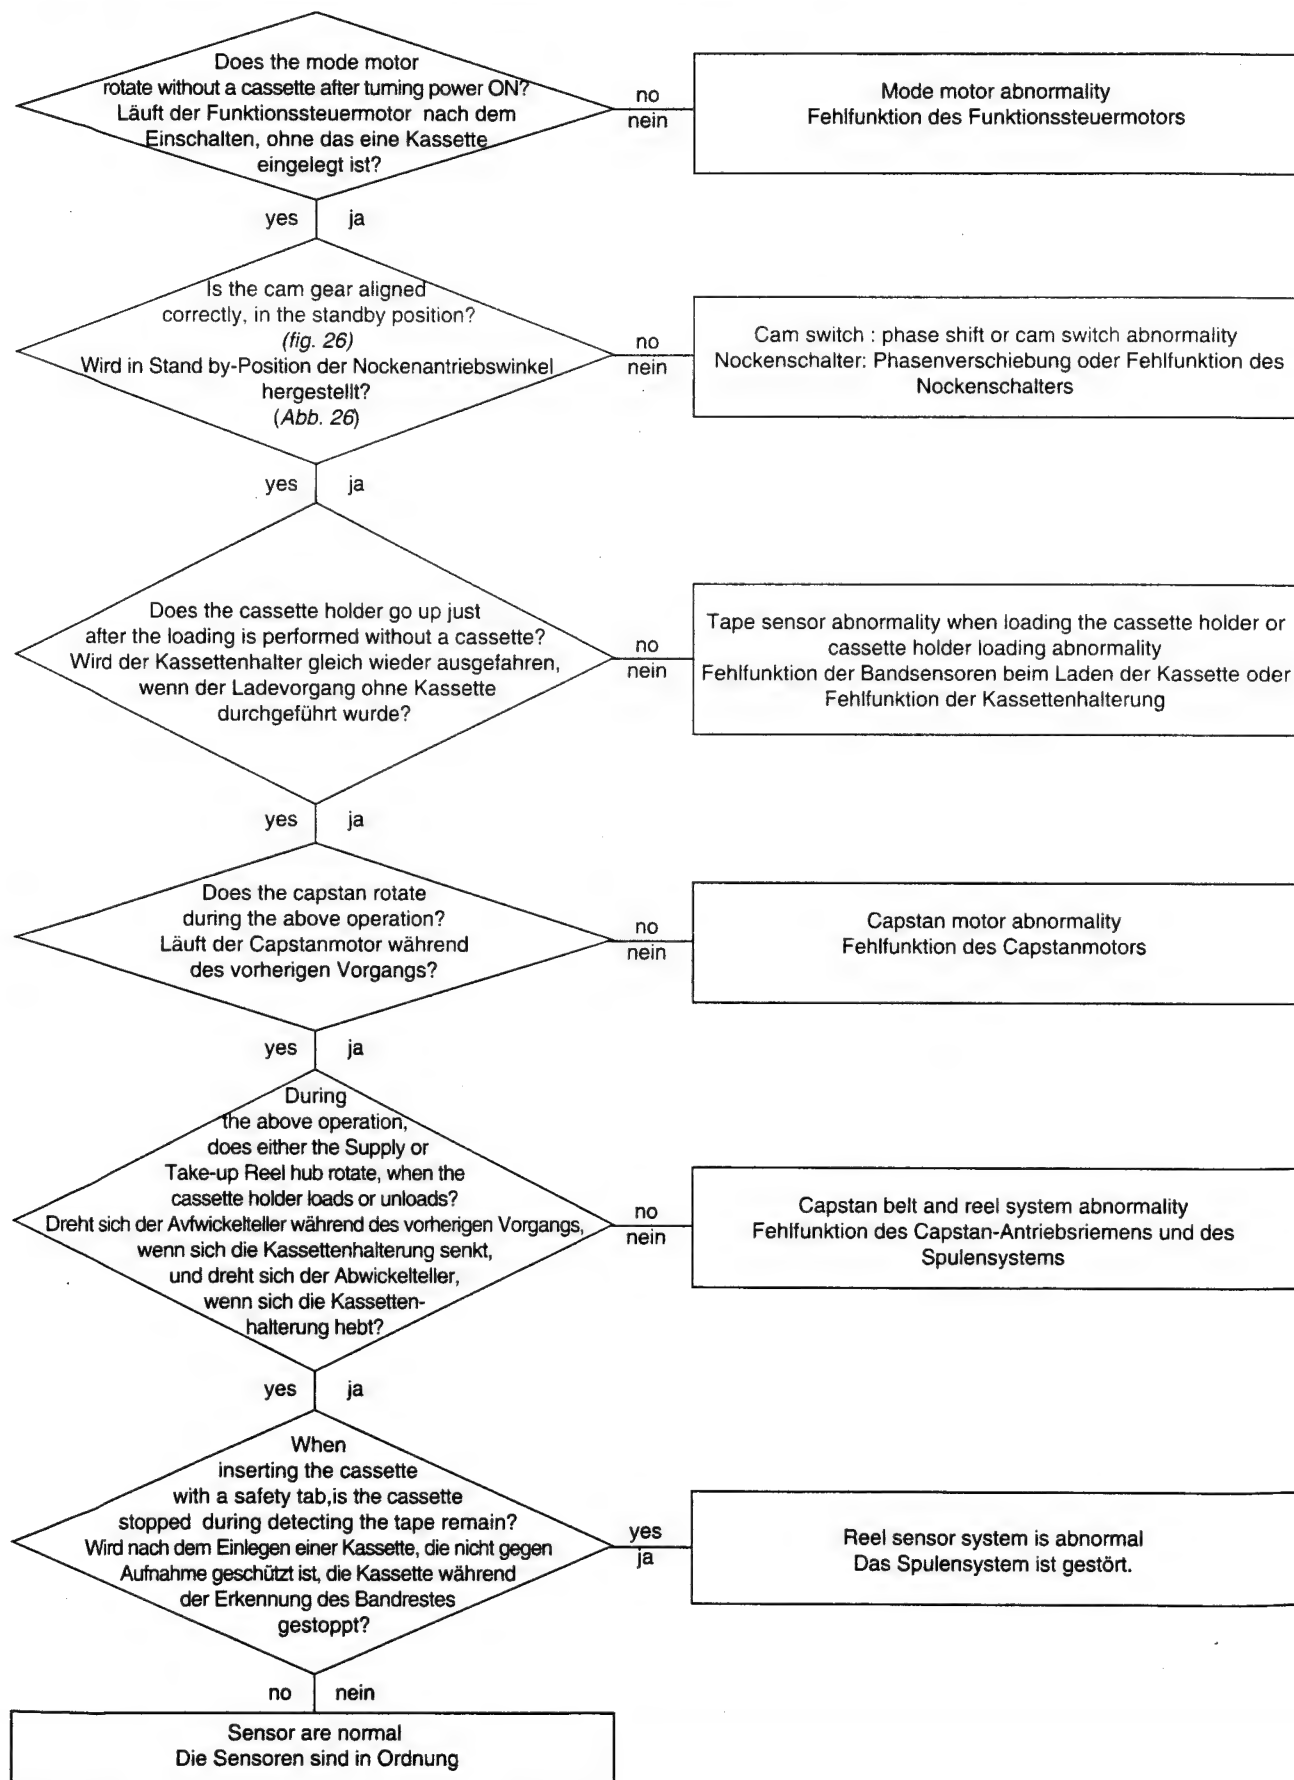 Does the mode motor
rotate without a cassette after turning power ON?
Läuft der Funktionssteuermotor nach dem
Einschalten, ohne das eine Kassette
eingelegt ist?
no
nein
Mode motor abnormality
Fehlfunktion des Funktionssteuermotors
yes ja
Is the cam gear aligned
correctly, in the standby position?
(fig. 26)
Wird in Stand by-Position der Nockenantriebswinkel
hergestellt?
(Abb. 26)
no
nein
Cam switch : phase shift or cam switch abnormality
Nockenschalter: Phasenverschiebung oder Fehlfunktion des
Nockenschalters
yes ja
Does the cassette holder go up just
after the loading is performed without a cassette?
Wird der Kassettenhalter gleich wieder ausgefahren,
wenn der Ladevorgang ohne Kassette
durchgeführt wurde?
no
nein
Tape sensor abnormality when loading the cassette holder or
cassette holder loading abnormality
Fehlfunktion der Bandsensoren beim Laden der Kassette oder
Fehlfunktion der Kassettenhalterung
yes ja
Does the capstan rotate
during the above operation?
Läuft der Capstanmotor während
des vorherigen Vorgangs?
no
nein
Capstan motor abnormality
Fehlfunktion des Capstanmotors
yes ja
During
the above operation,
does either the Supply or
Take-up Reel hub rotate, when the
cassette holder loads or unloads?
Dreht sich der Avfwickelteller während des vorherigen Vorgangs,
wenn sich die Kassettenhalterung senkt,
und dreht sich der Abwickelteller,
wenn sich die Kassetten-
halterung hebt?
no
nein
Capstan belt and reel system abnormality
Fehlfunktion des Capstan-Antriebsriemens und des
Spulensystems
yes ja
When
inserting the cassette
with a safety tab,is the cassette
stopped during detecting the tape remain?
Wird nach dem Einlegen einer Kassette, die nicht gegen
Aufnahme geschützt ist, die Kassette während
der Erkennung des Bandrestes
gestoppt?
yes
ja
Reel sensor system is abnormal
Das Spulensystem ist gestört.
no nein
Sensor are normal
Die Sensoren sind in Ordnung